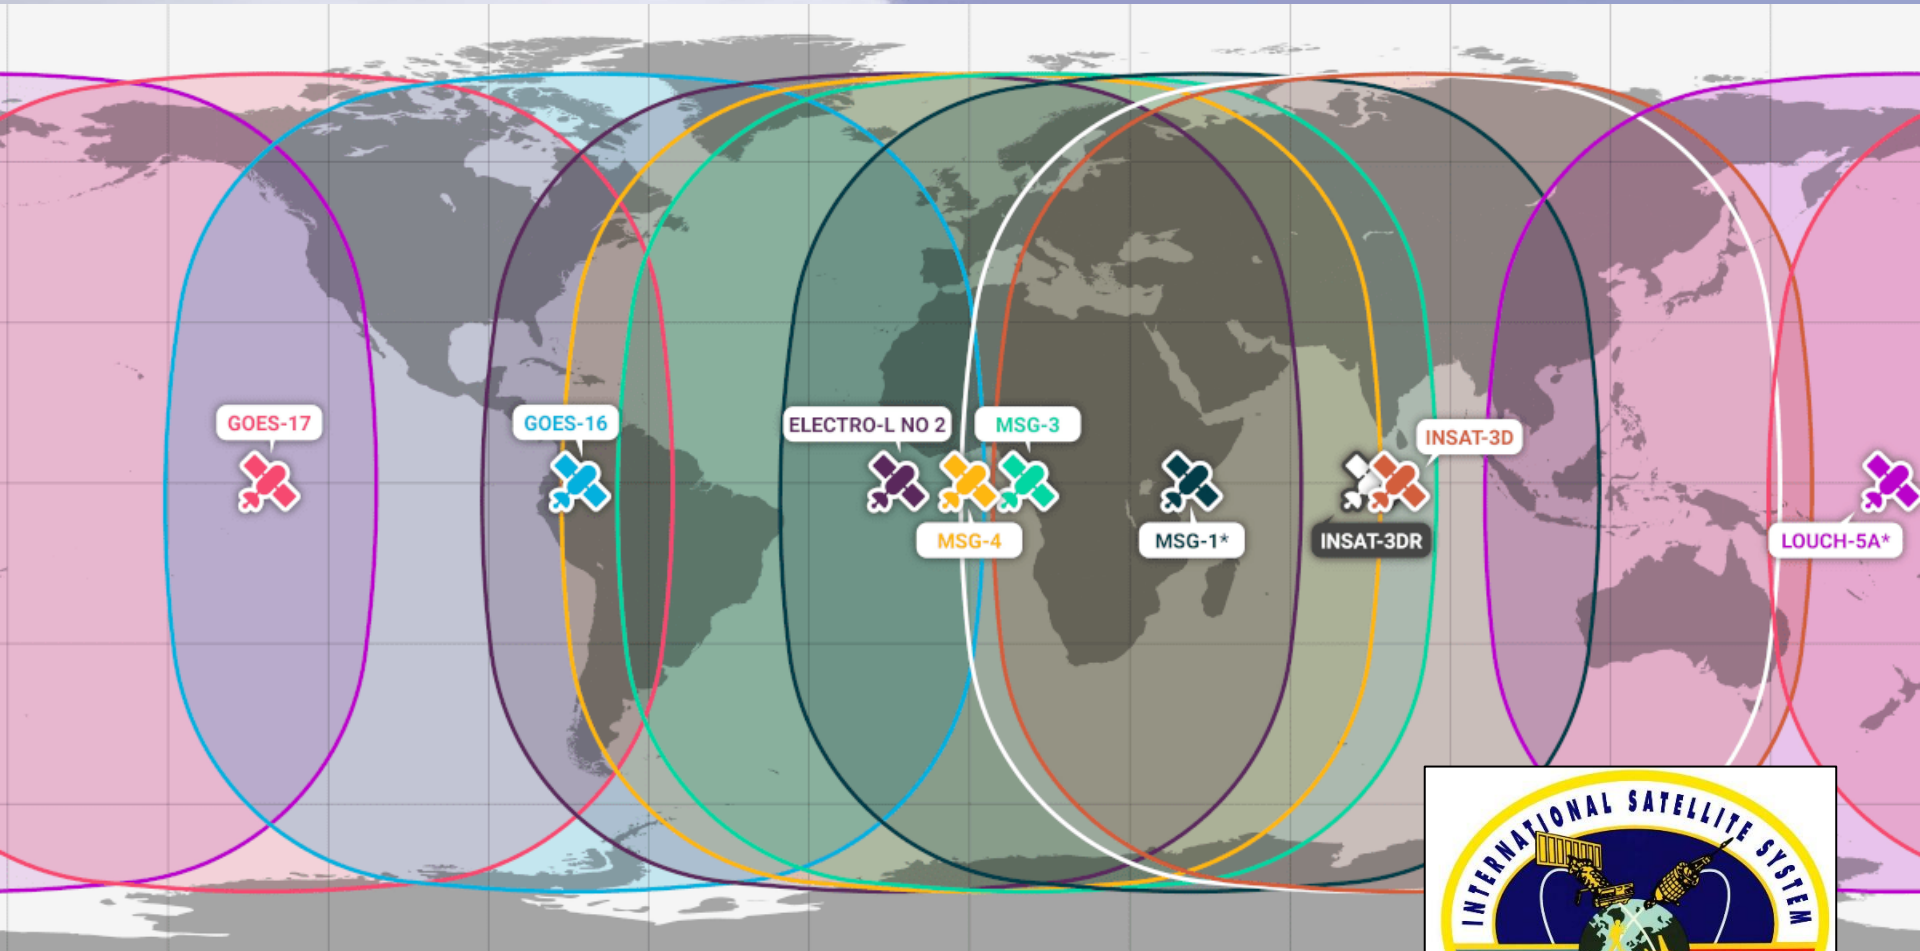 GOES-17
GOES-16
ELECTRO-L NO 2
MSG-3
INSAT-3D
MSG-4
MSG-1*
INSAT-3DR
LOUCH-5A*
INTERNATIONAL SATELLITE SYSTEM